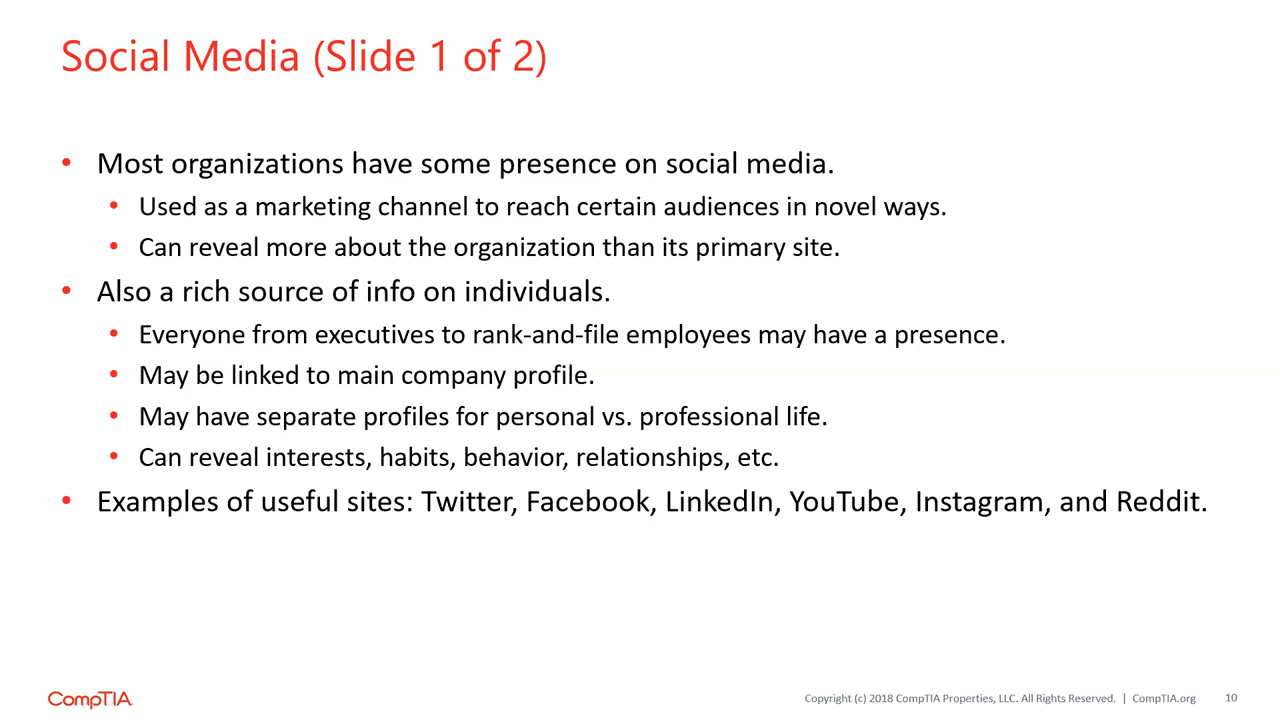 Social Media (Slide 1 of 2)
• Most organizations have some presence on social media.
• Used as a marketing channel to reach certain audiences in novel ways.
• Can reveal more about the organization than its primary site.
• Also a rich source of info on individuals.
• Everyone from executives to rank-and-file employees may have a presence.
• May be linked to main company profile.
• May have separate profiles for personal vs. professional life.
• Can reveal interests, habits, behavior, relationships, etc.
• Examples of useful sites: Twitter, Facebook, LinkedIn, YouTube, Instagram, and Reddit.
CompTIA. Copyright (c) 2018 CompTIA Properties, LLC. All Rights Reserved. | CompTIA.org 10